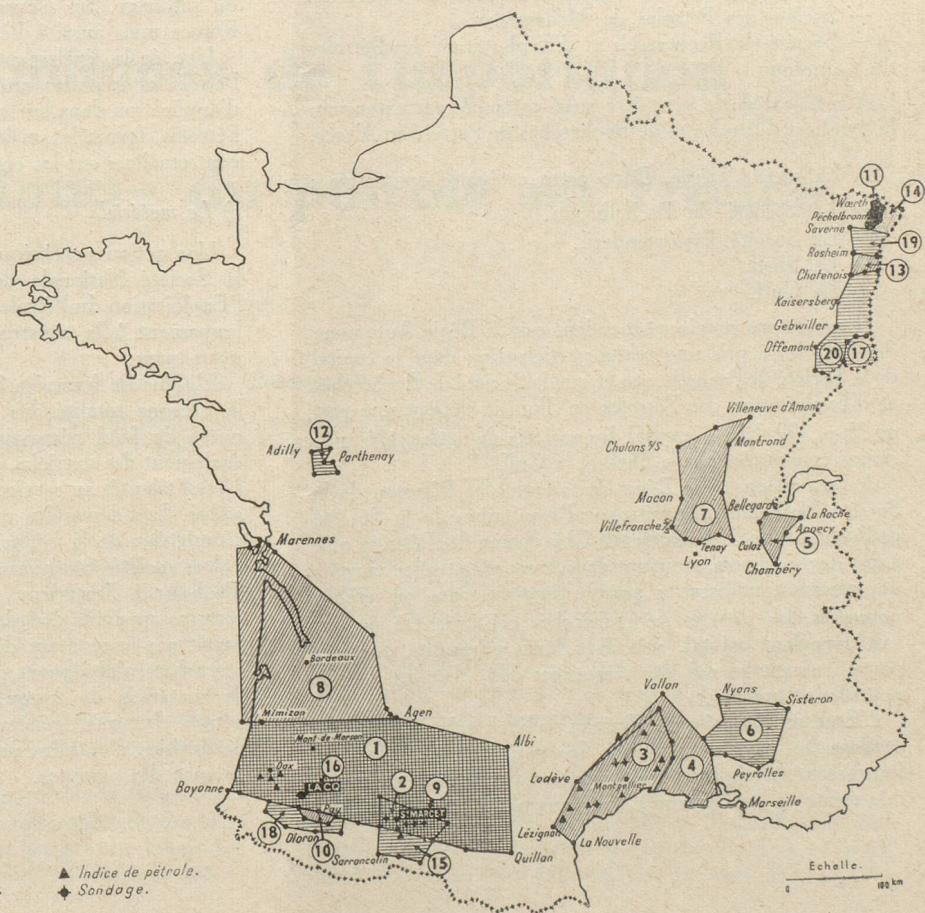 11
14
Wœrth
Péchelbronn
Saverne
19
Rosheim
13
Chatenois
Kaisersberg
Gebwiller
Offemont
20
17
Villeneuve d'Amont
12
Adilly
Parthenay
Chalons s/S
Montrond
Macon
Bellegarde
La Roche
Annecy
7
Villefranche s/S
Tenay
Culoz
5
Lyon
Chambéry
Marennes
Bordeaux
8
Vallon
Nyons
Sisteron
Mimizan
Agen
6
Mont de Marsan
1
Albi
3
4
Dax
16
Peyrolles
Lodève
Montpellier
Bayonne
LACQ
2
9
Marseille
Pau
St MARCET
Lézignan
18
La Nouvelle
Oloron
10
Sarrancolin
15
Quillan
Echelle.
0 100 km
Indice de pétrole.
Sondage.